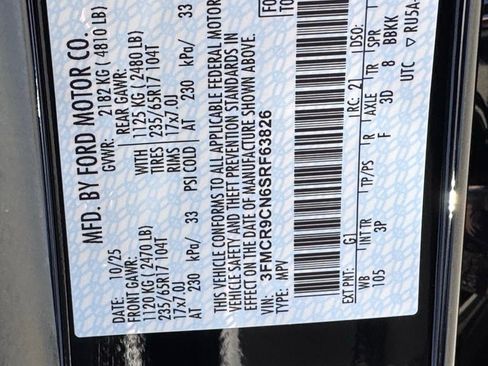 MFD. BY FORD MOTOR CO.
10/25 GVWR: 2182 KG ( 4810 LB)
FRONT GAWR: REAR GAWR:
1120 KG ( 2470 LB) 1125 KG ( 2480 LB)
235/65R17 104T TIRES 235/65R17 104T
17x7.0J RIMS 17x7.0J
AT 230 kPa/ 33 PSI COLD AT 230 kPa/ 33
THIS VEHICLE CONFORMS TO ALL APPLICABLE FEDERAL MOTOR
VEHICLE SAFETY AND THEFT PREVENTION STANDARDS IN
EFFECT ON THE DATE OF MANUFACTURE SHOWN ABOVE.
3FMCR9CN6SRF63826
TYPE: MPV
EXT PNT: G1 RC: 21 DSO:
WB INT TR TP/PS R AXLE TR SPR
105 3P F 3D 8 BBKK
UTC RU5A-